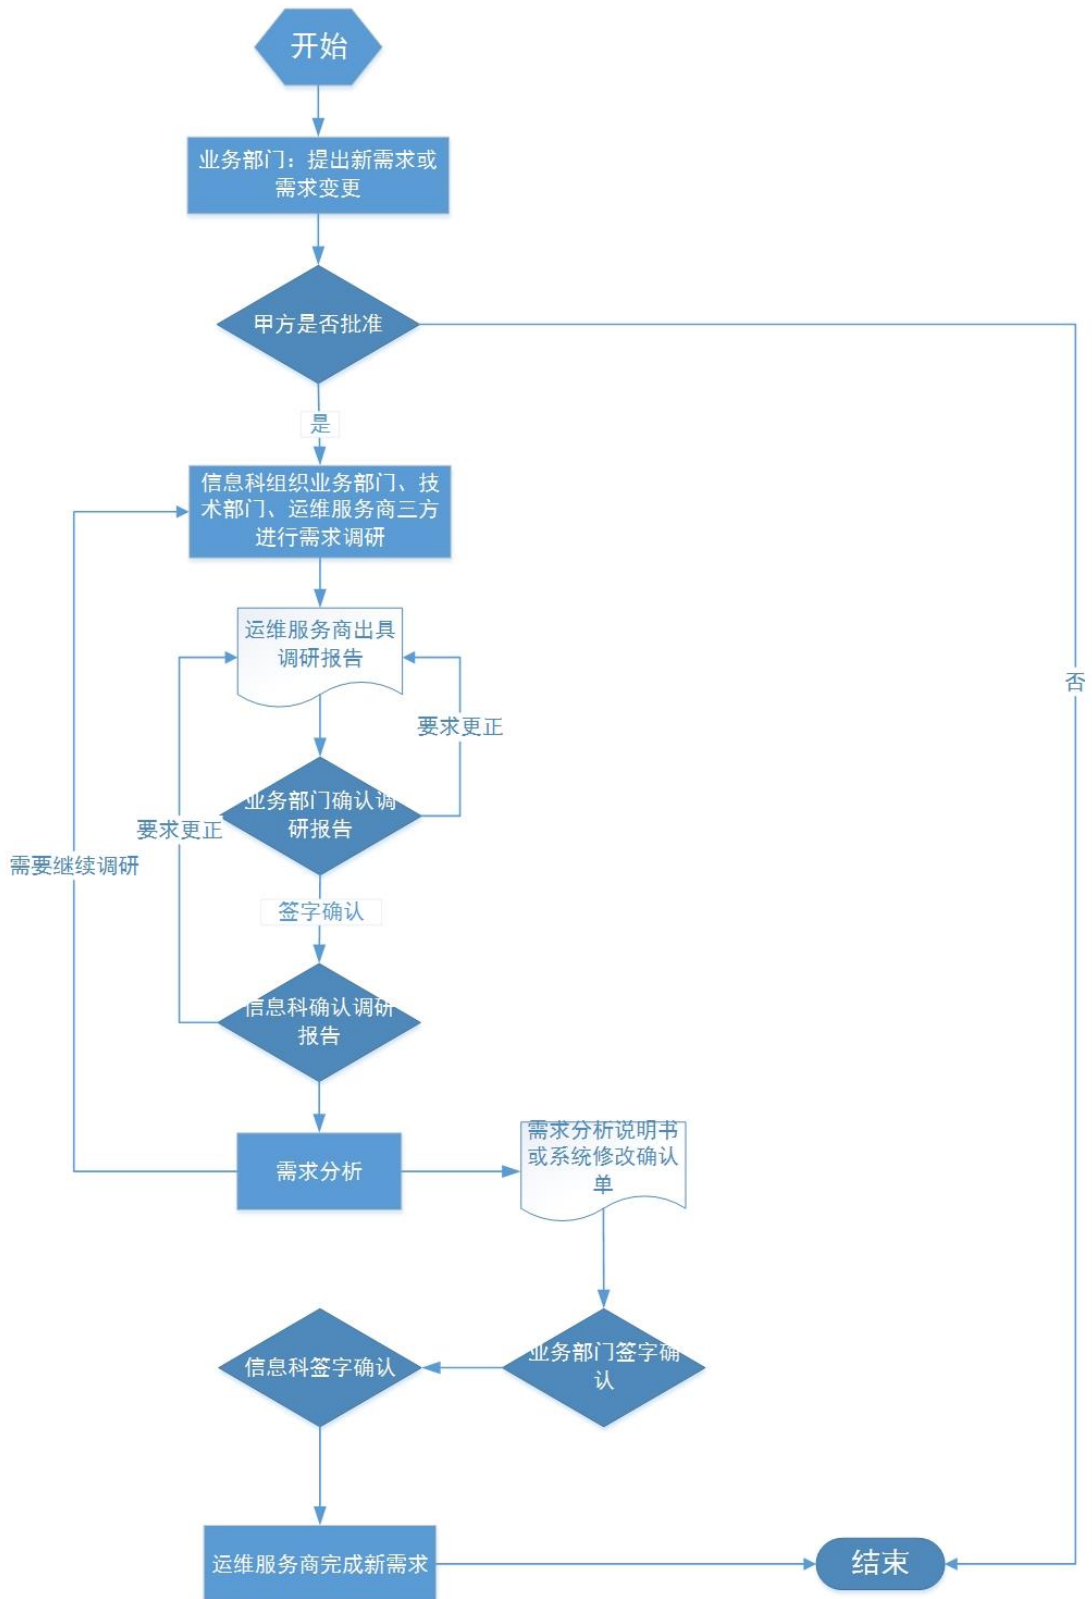 开始
业务部门：提出新需求或
需求变更
甲方是否批准
是
信息科组织业务部门、技
术部门、运维服务商三方
进行需求调研
运维服务商出具
调研报告
否
要求更正
业务部门确认调
研报告
要求更正
需要继续调研
签字确认
信息科确认调研
报告
需求分析
需求分析说明书
或系统修改确认
单
信息科签字确认
业务部门签字确
认
运维服务商完成新需求
结束